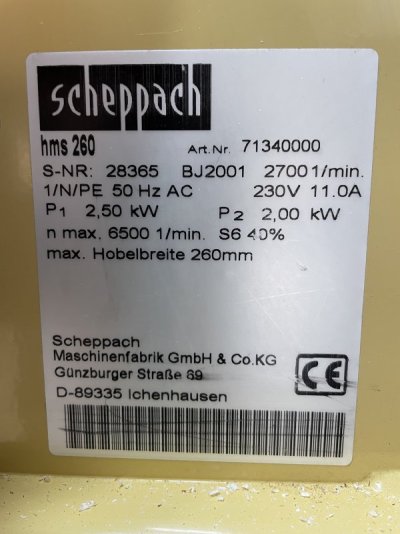 scheppach
hms 260 Art.Nr. 71340000
S-NR: 28365 BJ2001 2700 1/min.
1/N/PE 50 Hz AC 230V 11.0A
P1 2,50 kW P2 2,00 kW
n max. 6500 1/min. S6 40%
max. Hobelbreite 260mm
Scheppach
Maschinenfabrik GmbH & Co.KG
Günzburger Straße 69
D-89335 Ichenhausen
CE